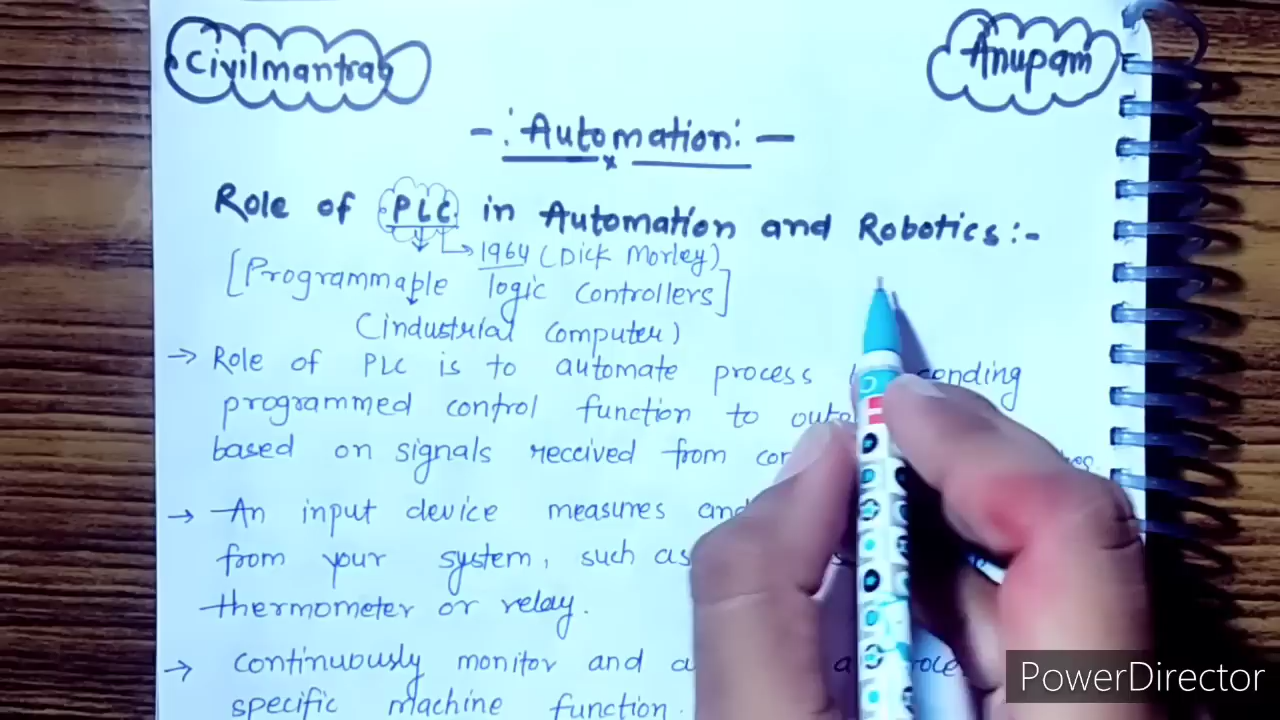 Civilmantrag
Anupam
-: Automation: -
Role of PLC in Automation and Robotics:-
1964 (Dick Morley)
[Programmable logic Controllers]
(industrial Computer)
→ Role of PLC is to automate process sending
programmed control function to
based on signals received from
→ An input device measures and
from your system, such as
thermometer or relay.
→ continuously monitor and a
specific machine function.
PowerDirector